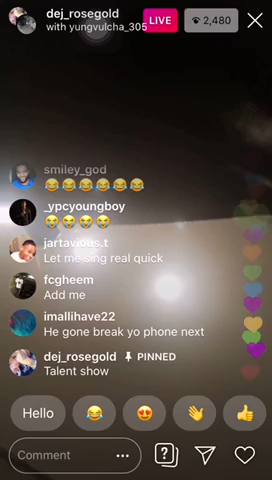 dej_rosegold
with yungvulcha_305
LIVE
2,480
smiley_god
😂😂😂😂😂😂
_ypcyoungboy
😭😭😭😭
jartavious.t
Let me sing real quick
fcgheem
Add me
imallihave22
He gone break yo phone next
dej_rosegold PINNED
Talent show
Hello 😂 😍 👋 👍
Comment ...